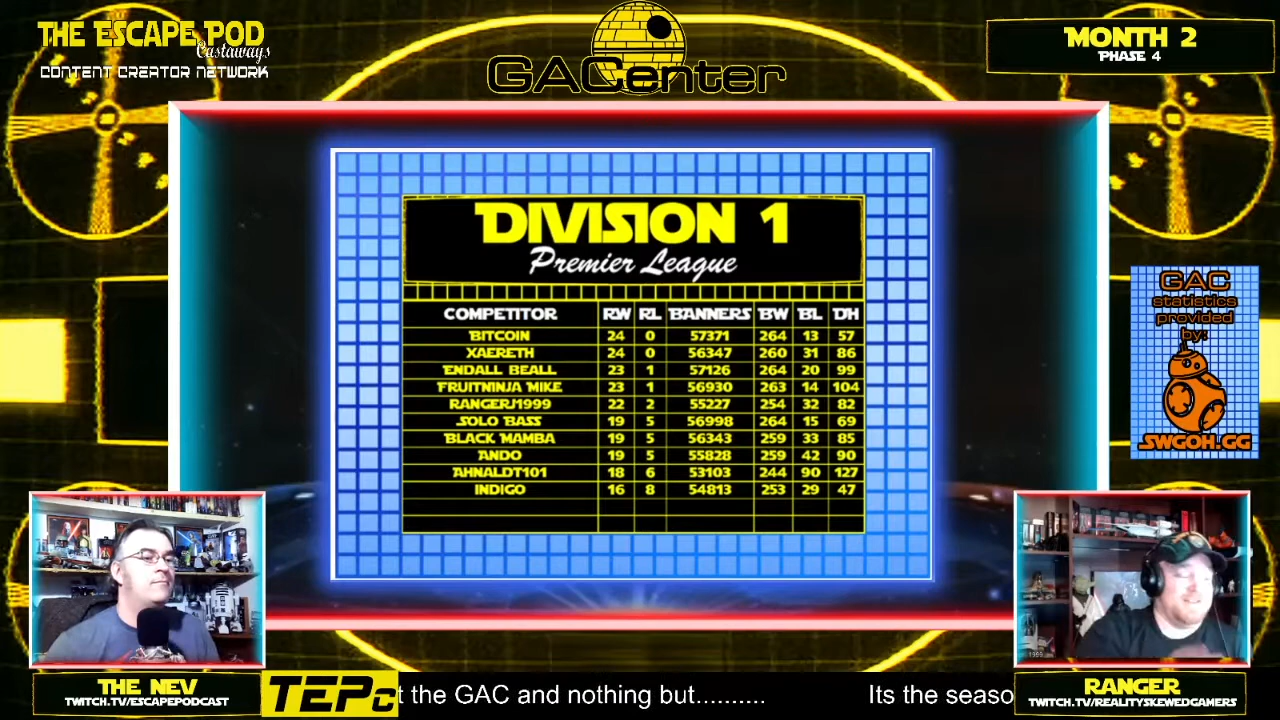 THE ESCAPE POD
Castaways
CONTENT CREATOR NETWORK
GACenter
MONTH 2
PHASE 4
DIVISION 1
Premier League
COMPETITOR RW RL BANNERS BW BL DH
BITCOIN 24 0 57371 264 13 57
XAERETH 24 0 56347 260 31 86
ENDALL BEALL 23 1 57126 264 20 99
FRUITNINJA MIKE 23 1 56930 263 14 104
RANGERJ1999 22 2 55227 254 32 82
SOLO BASS 19 5 56998 264 15 69
BLACK MAMBA 19 5 56343 259 33 85
ANDO 19 5 55828 259 42 90
AHNALDT101 18 6 53103 244 90 127
INDIGO 16 8 54813 253 29 47
GAC
statistics
provided
by:
SWGOH.GG
THE NEV
TWITCH.TV/ESCAPEPODCAST
TEPc
t the GAC and nothing but.......... Its the seaso
RANGER
TWITCH.TV/REALITYSKEWEDGAMERS